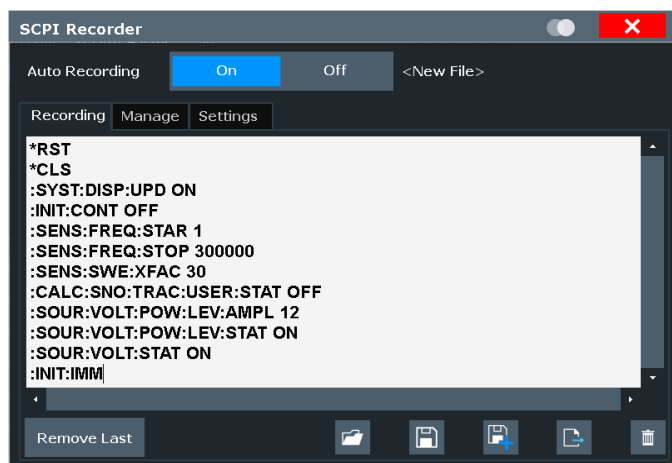 SCPI Recorder
Auto Recording On Off <New File>
Recording Manage Settings
*RST
*CLS
:SYST:DISP:UPD ON
:INIT:CONT OFF
:SENS:FREQ:STAR 1
:SENS:FREQ:STOP 300000
:SENS:SWE:XFAC 30
:CALC:SNO:TRAC:USER:STAT OFF
:SOUR:VOLT:POW:LEV:AMPL 12
:SOUR:VOLT:POW:LEV:STAT ON
:SOUR:VOLT:STAT ON
:INIT:IMM
Remove Last